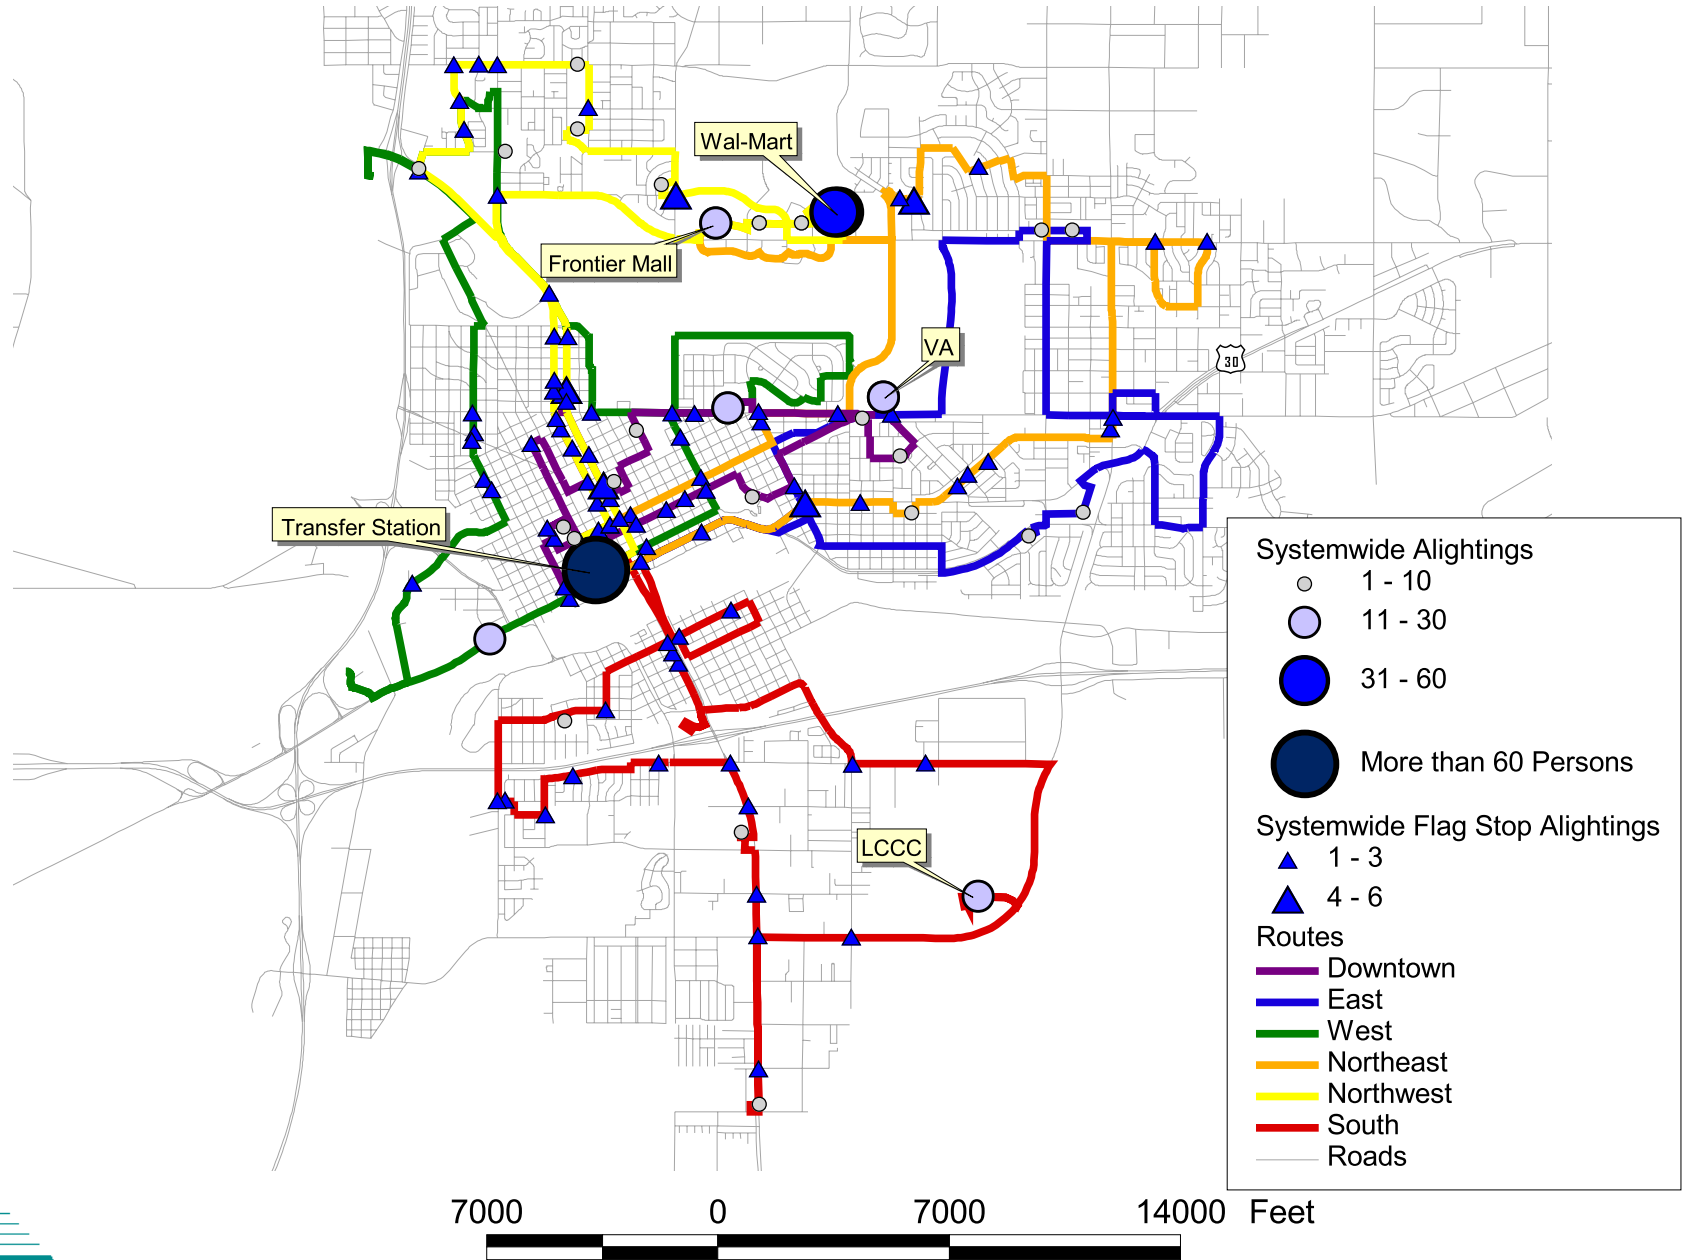 Wal-Mart
Frontier Mall
VA
30
Transfer Station
LCCC
Systemwide Alightings
1 - 10
11 - 30
31 - 60
More than 60 Persons
Systemwide Flag Stop Alightings
1 - 3
4 - 6
Routes
Downtown
East
West
Northeast
Northwest
South
Roads
7000 0 7000 14000 Feet